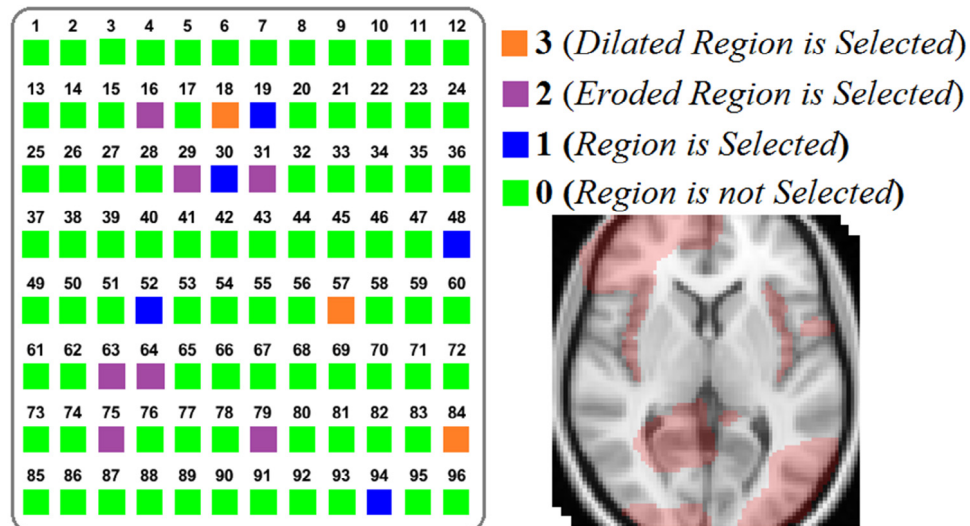 1 2 3 4 5 6 7 8 9 10 11 12
13 14 15 16 17 18 19 20 21 22 23 24
25 26 27 28 29 30 31 32 33 34 35 36
37 38 39 40 41 42 43 44 45 46 47 48
49 50 51 52 53 54 55 56 57 58 59 60
61 62 63 64 65 66 67 68 69 70 71 72
73 74 75 76 77 78 79 80 81 82 83 84
85 86 87 88 89 90 91 92 93 94 95 96
3 (Dilated Region is Selected)
2 (Eroded Region is Selected)
1 (Region is Selected)
0 (Region is not Selected)